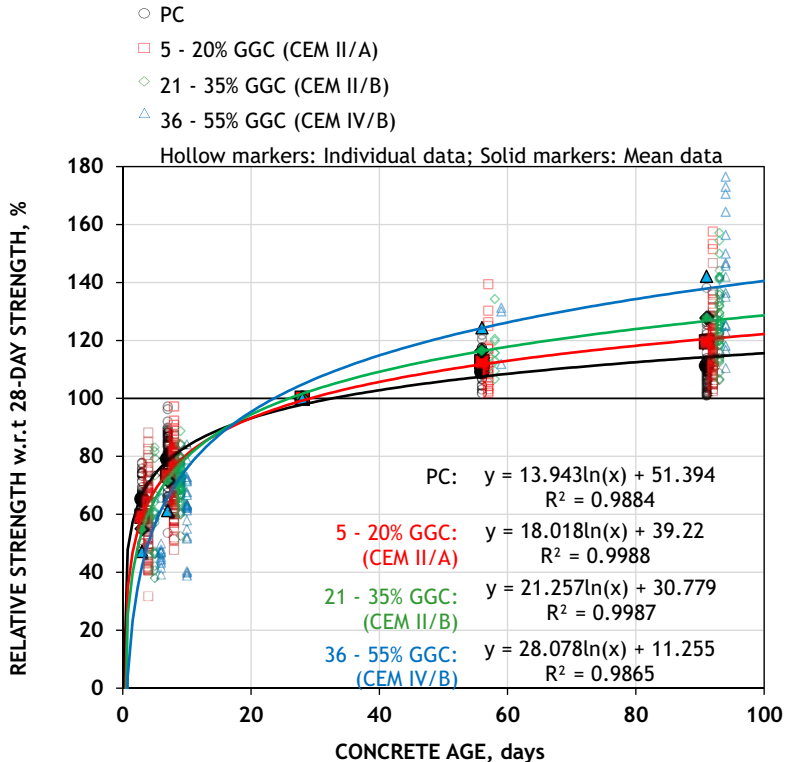 PC
5 - 20% GGC (CEM II/A)
21 - 35% GGC (CEM II/B)
36 - 55% GGC (CEM IV/B)
Hollow markers: Individual data; Solid markers: Mean data
RELATIVE STRENGTH w.r.t 28-DAY STRENGTH, %
180
160
140
120
100
80
60
40
20
0
PC: y = 13.943ln(x) + 51.394
R² = 0.9884
5 - 20% GGC: y = 18.018ln(x) + 39.22
(CEM II/A) R² = 0.9988
21 - 35% GGC: y = 21.257ln(x) + 30.779
(CEM II/B) R² = 0.9987
36 - 55% GGC: y = 28.078ln(x) + 11.255
(CEM IV/B) R² = 0.9865
0 20 40 60 80 100
CONCRETE AGE, days